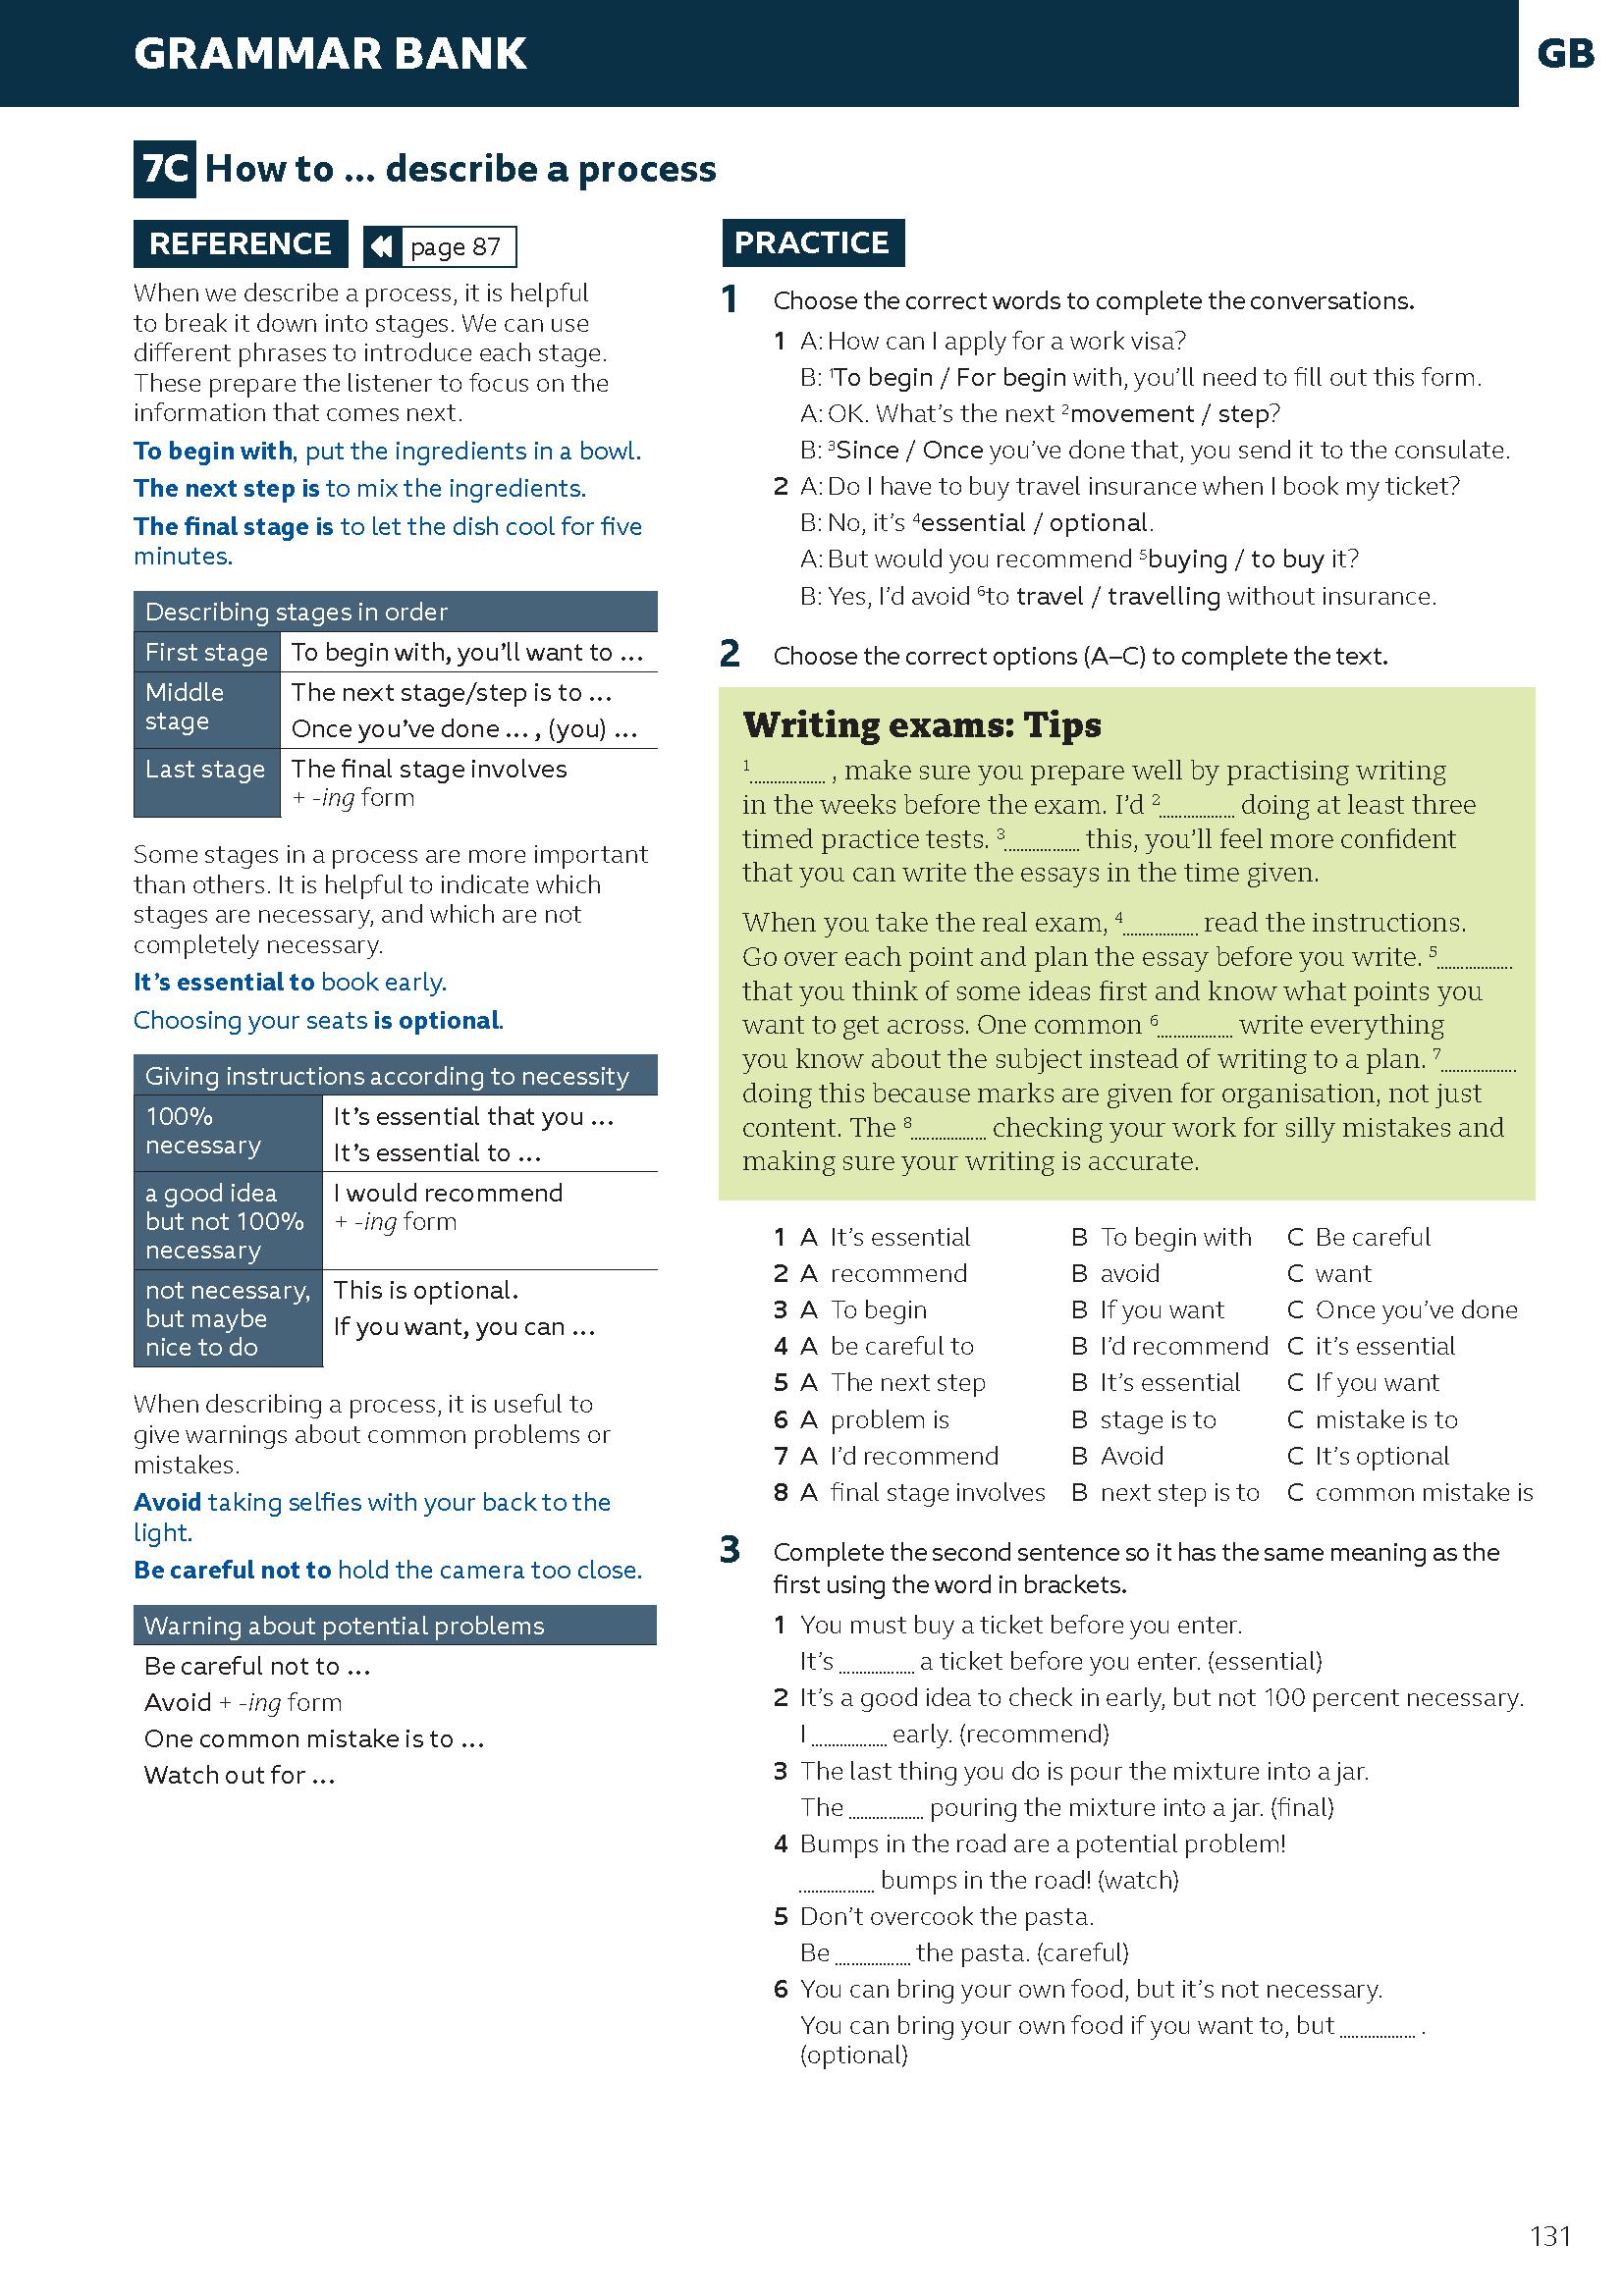 GRAMMAR BANK
GB
7C How to ... describe a process
REFERENCE
page 87
When we describe a process, it is helpful
to break it down into stages. We can use
different phrases to introduce each stage.
These prepare the listener to focus on the
information that comes next.
To begin with, put the ingredients in a bowl.
The next step is to mix the ingredients.
The final stage is to let the dish cool for five
minutes.
Describing stages in order
First stage To begin with, you'll want to ...
Middle
stage
The next stage/step is to ...
Once you've done ... , (you) ...
Last stage The final stage involves
+ -ing form
Some stages in a process are more important
than others. It is helpful to indicate which
stages are necessary, and which are not
completely necessary.
It's essential to book early.
Choosing your seats is optional.
Giving instructions according to necessity
100%
necessary
It's essential that you ...
It's essential to ...
a good idea
but not 100%
necessary
I would recommend
+ -ing form
not necessary,
but maybe
nice to do
This is optional.
If you want, you can ...
When describing a process, it is useful to
give warnings about common problems or
mistakes.
Avoid taking selfies with your back to the
light.
Be careful not to hold the camera too close.
Warning about potential problems
Be careful not to ...
Avoid + -ing form
One common mistake is to ...
Watch out for ...
PRACTICE
1 Choose the correct words to complete the conversations.
1 A: How can I apply for a work visa?
B: ¹To begin / For begin with, you'll need to fill out this form.
A: OK. What's the next ²movement / step?
B: ³Since / Once you've done that, you send it to the consulate.
2 A: Do I have to buy travel insurance when I book my ticket?
B: No, it's ⁴essential / optional.
A: But would you recommend ⁵buying / to buy it?
B: Yes, I'd avoid ⁶to travel / travelling without insurance.
2 Choose the correct options (A–C) to complete the text.
Writing exams: Tips
¹ , make sure you prepare well by practising writing
in the weeks before the exam. I'd ² doing at least three
timed practice tests. ³ this, you'll feel more confident
that you can write the essays in the time given.
When you take the real exam, ⁴ read the instructions.
Go over each point and plan the essay before you write. ⁵
that you think of some ideas first and know what points you
want to get across. One common ⁶ write everything
you know about the subject instead of writing to a plan. ⁷
doing this because marks are given for organisation, not just
content. The ⁸ checking your work for silly mistakes and
making sure your writing is accurate.
1 A It's essential B To begin with C Be careful
2 A recommend B avoid C want
3 A To begin B If you want C Once you've done
4 A be careful to B I'd recommend C it's essential
5 A The next step B It's essential C If you want
6 A problem is B stage is to C mistake is to
7 A I'd recommend B Avoid C It's optional
8 A final stage involves B next step is to C common mistake is
3 Complete the second sentence so it has the same meaning as the
first using the word in brackets.
1 You must buy a ticket before you enter.
It's a ticket before you enter. (essential)
2 It's a good idea to check in early, but not 100 percent necessary.
I early. (recommend)
3 The last thing you do is pour the mixture into a jar.
The pouring the mixture into a jar. (final)
4 Bumps in the road are a potential problem!
bumps in the road! (watch)
5 Don't overcook the pasta.
Be the pasta. (careful)
6 You can bring your own food, but it's not necessary.
You can bring your own food if you want to, but .
(optional)
131